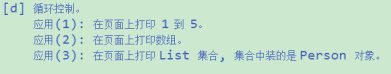 [d] 循环控制。
应用(1): 在页面上打印 1 到 5。
应用(2): 在页面上打印数组。
应用(3): 在页面上打印 List 集合, 集合中装的是 Person 对象。